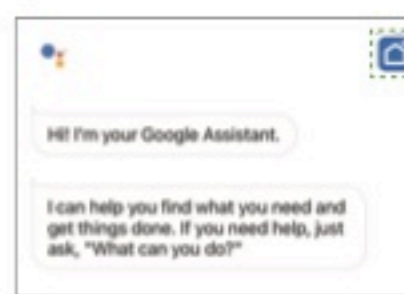 Hi! I'm your Google Assistant.
I can help you find what you need and
get things done. If you need help, just
ask, "What can you do?"